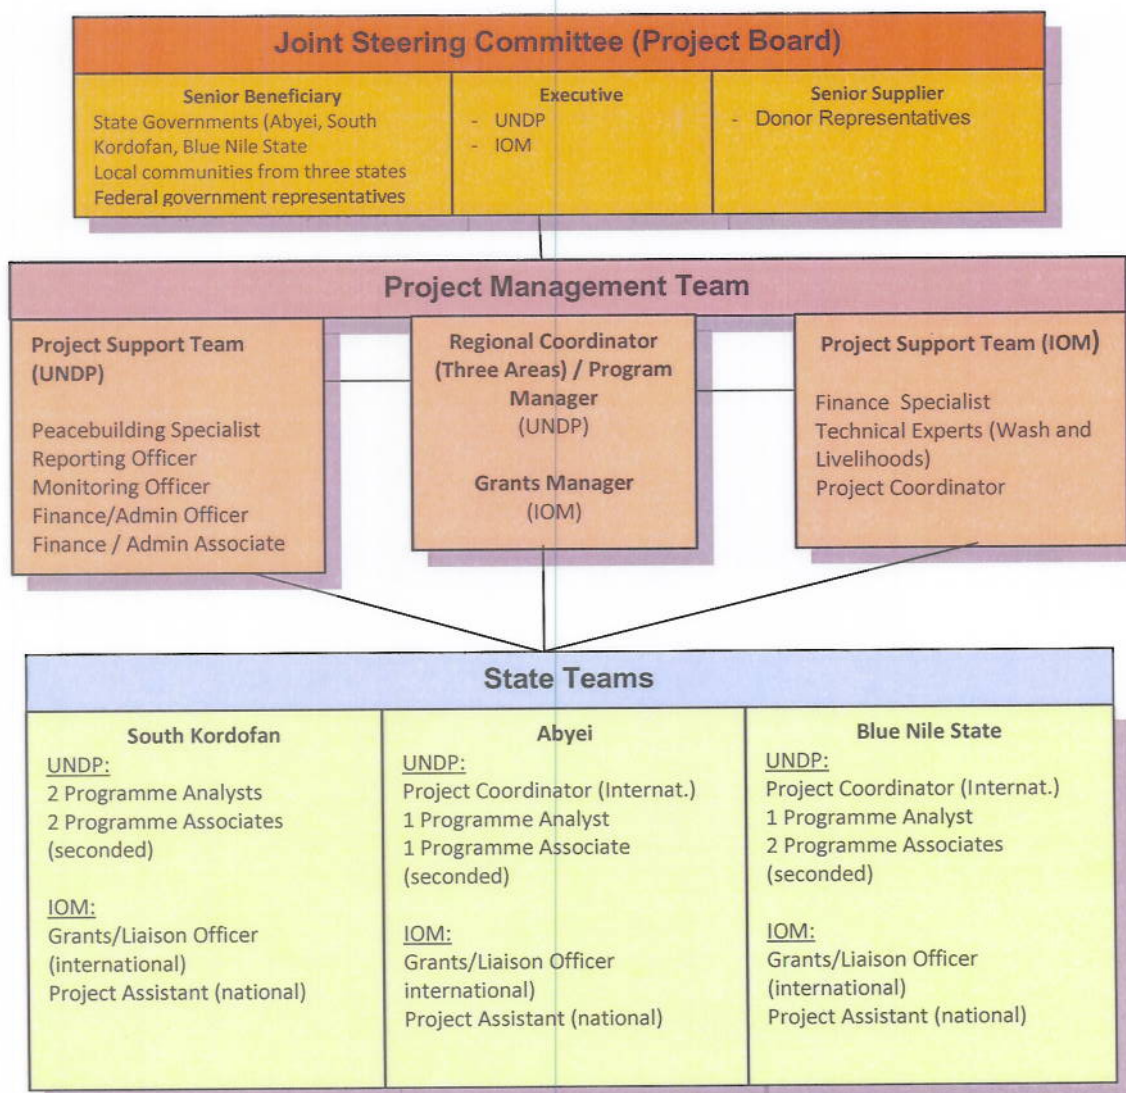 Joint Steering Committee (Project Board)
Senior Beneficiary
State Governments (Abyei, South
Kordofan, Blue Nile State
Local communities from three states
Federal government representatives
Executive
- UNDP
- IOM
Senior Supplier
- Donor Representatives
Project Management Team
Project Support Team
(UNDP)
Peacebuilding Specialist
Reporting Officer
Monitoring Officer
Finance/Admin Officer
Finance / Admin Associate
Regional Coordinator
(Three Areas) / Program
Manager
(UNDP)
Grants Manager
(IOM)
Project Support Team (IOM)
Finance Specialist
Technical Experts (Wash and
Livelihoods)
Project Coordinator
State Teams
South Kordofan
UNDP:
2 Programme Analysts
2 Programme Associates
(seconded)
IOM:
Grants/Liaison Officer
(international)
Project Assistant (national)
Abyei
UNDP:
Project Coordinator (Internat.)
1 Programme Analyst
1 Programme Associate
(seconded)
IOM:
Grants/Liaison Officer
international)
Project Assistant (national)
Blue Nile State
UNDP:
Project Coordinator (Internat.)
1 Programme Analyst
2 Programme Associates
(seconded)
IOM:
Grants/Liaison Officer
(international)
Project Assistant (national)